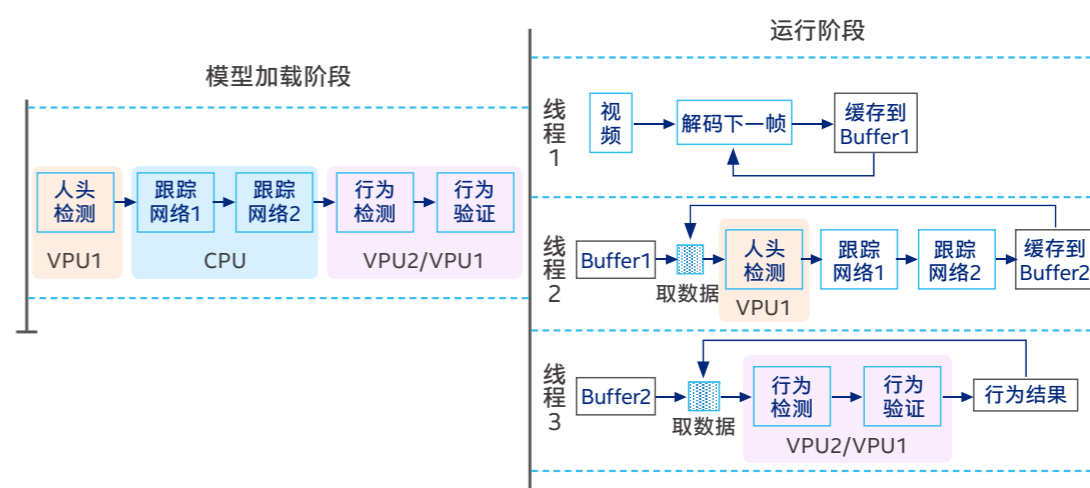 模型加载阶段
人头
检测
跟踪
网络1
跟踪
网络2
行为
检测
行为
验证
VPU1
CPU
VPU2/VPU1
运行阶段
线
程
1
视
频
解码下一帧
缓存到
Buffer1
线
程
2
Buffer1
取数据
人头
检测
跟踪
网络1
跟踪
网络2
缓存到
Buffer2
VPU1
线
程
3
Buffer2
取数据
行为
检测
行为
验证
行为结果
VPU2/VPU1